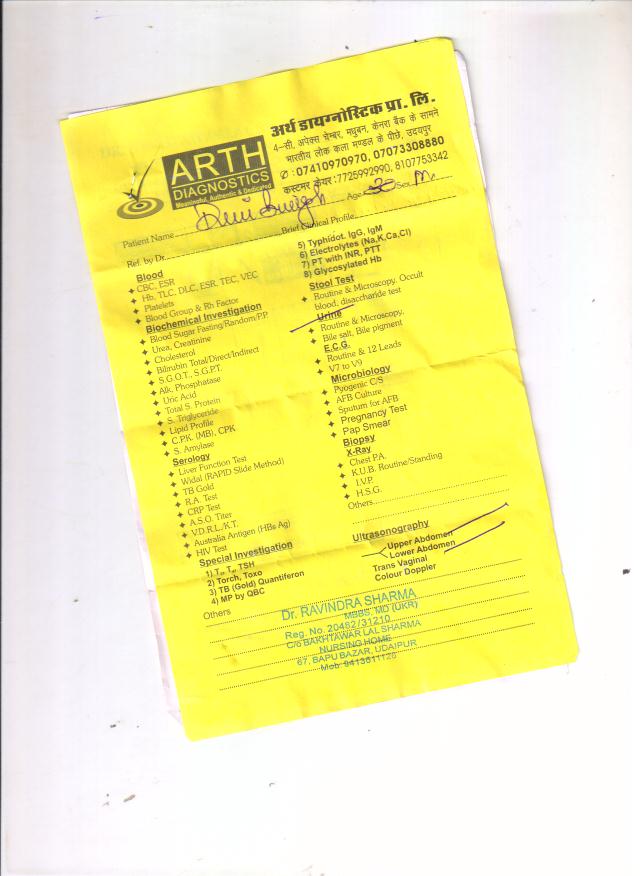 अर्थ डायग्नोस्टिक प्रा. लि.
4-सी, अपेक्स चेम्बर, मधुबन, केनरा बैंक के सामने
भारतीय लोक कला मण्डल के पीछे, उदयपुर
✆ : 07410970970, 07073308880
कस्टमर केयर : 7725992990, 8107753342
ARTH
DIAGNOSTICS
Meaningful, Authentic & Dedicated
Patient Name Age 30 Sex M
Ref. by Dr. Brief Clinical Profile
Blood
CBC, ESR
Hb, TLC, DLC, ESR, TEC, VEC
Platelets
Blood Group & Rh Factor
Biochemical Investigation
Blood Sugar Fasting/Random/P.P.
Urea, Creatinine
Cholesterol
Bilirubin Total/Direct/Indirect
S.G.O.T., S.G.P.T.
Alk. Phosphatase
Uric Acid
Total S. Protein
S. Triglyceride
Lipid Profile
C.P.K. (MB), CPK
S. Amylase
Serology
Liver Function Test
Widal (RAPID Slide Method)
TB Gold
R.A. Test
CRP Test
A.S.O. Titer
V.D.R.L., K.T.
Australia Antigen (HBs Ag)
HIV Test
Special Investigation
1) T₃, T₄, TSH
2) Torch, Toxo
3) TB (Gold) Quantiferon
4) MP by QBC
Others
5) Typhidot. IgG, IgM
6) Electrolytes (Na,K,Ca,Cl)
7) PT with INR, PTT
8) Glycosylated Hb
Stool Test
Routine & Microscopy, Occult
blood, disaccharide test
Urine
Routine & Microscopy,
Bile salt, Bile pigment
E.C.G.
Routine & 12 Leads
V7 to V9
Microbiology
Pyogenic C/S
AFB Culture
Sputum for AFB
Pregnancy Test
Pap Smear
Biopsy
X-Ray
Chest P.A.
K.U.B. Routine/Standing
I.V.P.
H.S.G.
Others
Ultrasonography
Upper Abdomen
Lower Abdomen
Trans Vaginal
Colour Doppler
Dr. RAVINDRA SHARMA
MBBS, MD (UKR)
Reg. No. 20462/31210
C/o BAKHTAWAR LAL SHARMA
NURSING HOME
67, BAPU BAZAR, UDAIPUR
Mob. 9413611120